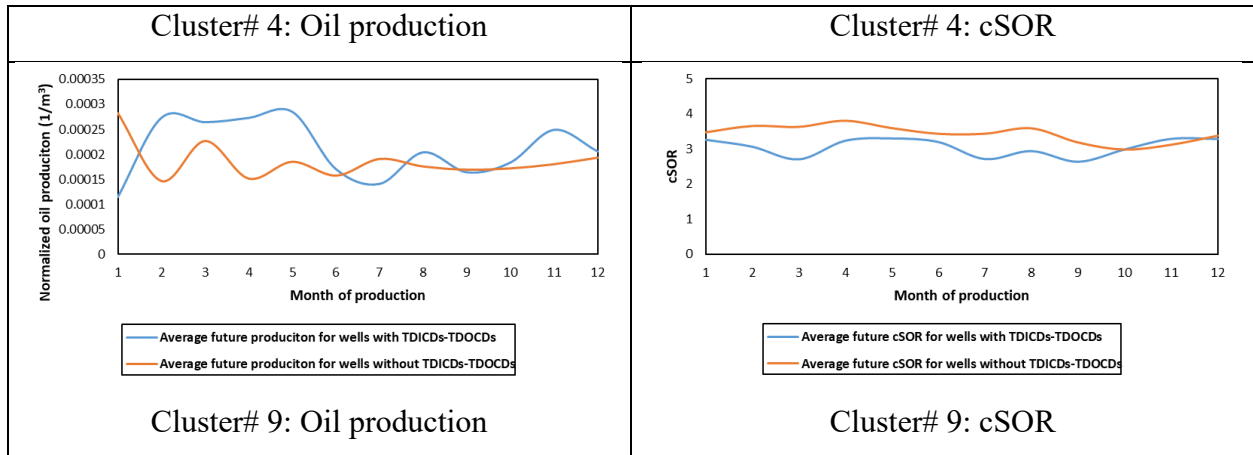 Cluster# 4: Oil production
Cluster# 4: cSOR
Normalized oil produciton (1/m³)
0.00035
0.0003
0.00025
0.0002
0.00015
0.0001
0.00005
0
1 2 3 4 5 6 7 8 9 10 11 12
Month of production
Average future produciton for wells with TDICDs-TDOCDs
Average future produciton for wells without TDICDs-TDOCDs
cSOR
5
4
3
2
1
0
1 2 3 4 5 6 7 8 9 10 11 12
Month of production
Average future cSOR for wells with TDICDs-TDOCDs
Average future cSOR for wells without TDICDs-TDOCDs
Cluster# 9: Oil production
Cluster# 9: cSOR